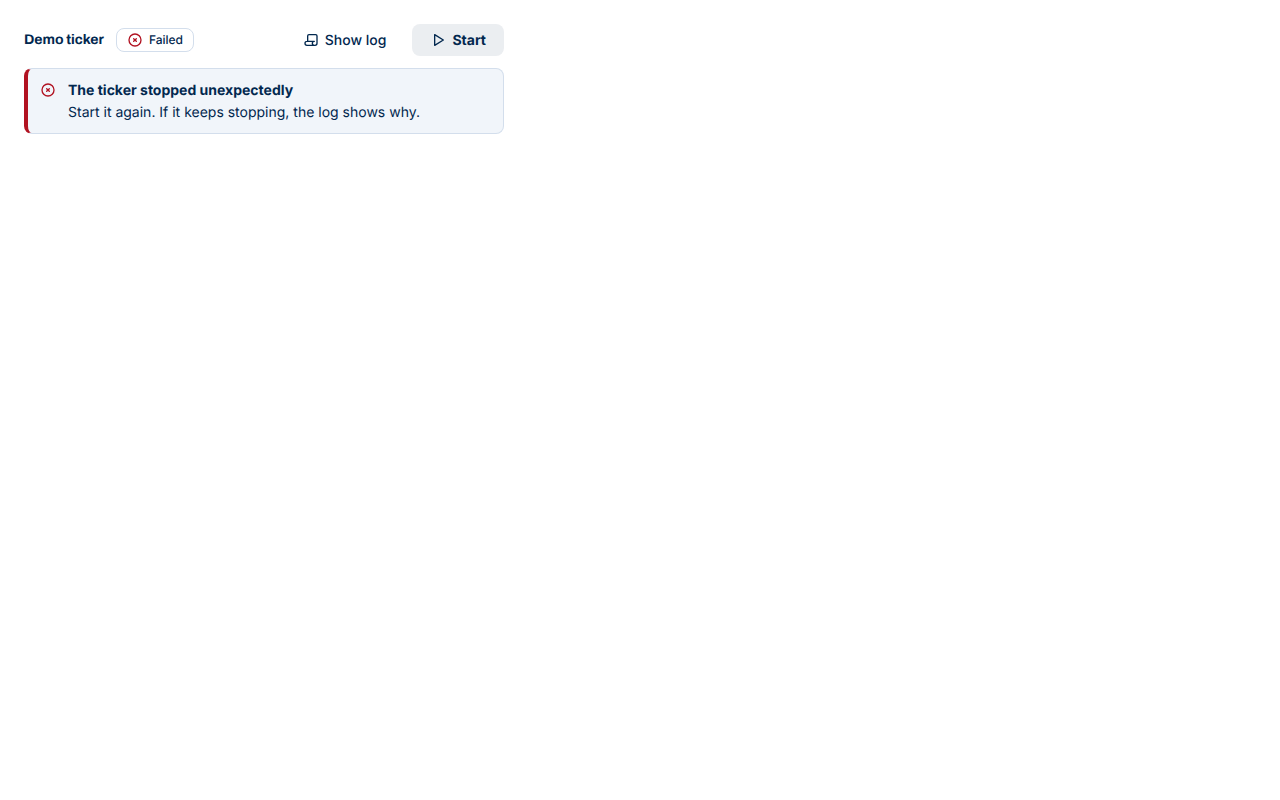 Demo ticker
Failed
Show log
Start
The ticker stopped unexpectedly
Start it again. If it keeps stopping, the log shows why.